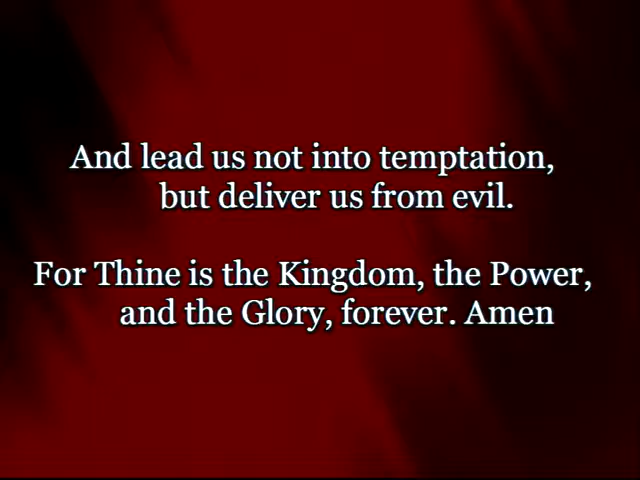 And lead us not into temptation,
but deliver us from evil.
For Thine is the Kingdom, the Power,
and the Glory, forever. Amen